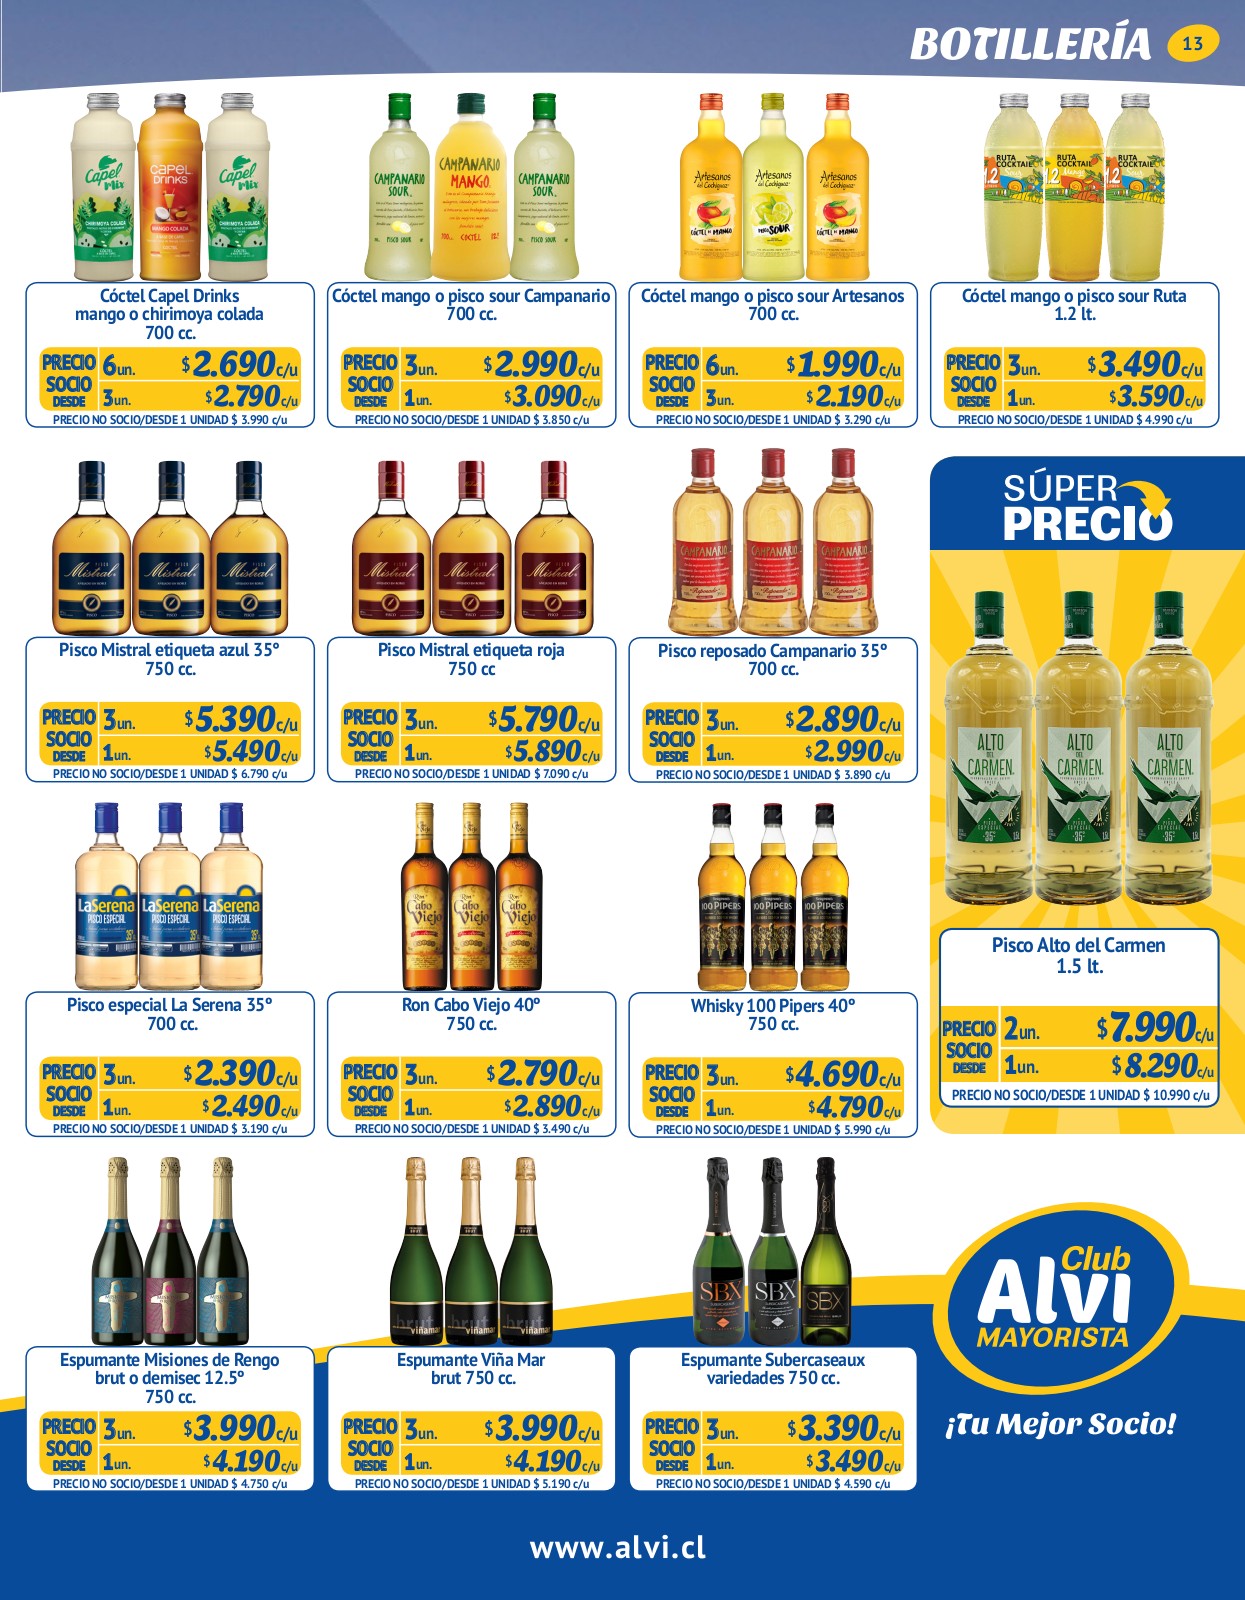 BOTILLERÍA 13
Cóctel Capel Drinks
mango o chirimoya colada
700 cc.
PRECIO SOCIO DESDE
6un. $2.690c/u
3un. $2.790c/u
PRECIO NO SOCIO/DESDE 1 UNIDAD $ 3.990 c/u
Cóctel mango o pisco sour Campanario
700 cc.
PRECIO SOCIO DESDE
3un. $2.990c/u
1un. $3.090c/u
PRECIO NO SOCIO/DESDE 1 UNIDAD $ 3.850 c/u
Cóctel mango o pisco sour Artesanos
700 cc.
PRECIO SOCIO DESDE
6un. $1.990c/u
3un. $2.190c/u
PRECIO NO SOCIO/DESDE 1 UNIDAD $ 3.290 c/u
Cóctel mango o pisco sour Ruta
1.2 lt.
PRECIO SOCIO DESDE
3un. $3.490c/u
1un. $3.590c/u
PRECIO NO SOCIO/DESDE 1 UNIDAD $ 4.990 c/u
Pisco Mistral etiqueta azul 35°
750 cc.
PRECIO SOCIO DESDE
3un. $5.390c/u
1un. $5.490c/u
PRECIO NO SOCIO/DESDE 1 UNIDAD $ 6.790 c/u
Pisco Mistral etiqueta roja
750 cc
PRECIO SOCIO DESDE
3un. $5.790c/u
1un. $5.890c/u
PRECIO NO SOCIO/DESDE 1 UNIDAD $ 7.090 c/u
Pisco reposado Campanario 35°
700 cc.
PRECIO SOCIO DESDE
3un. $2.890c/u
1un. $2.990c/u
PRECIO NO SOCIO/DESDE 1 UNIDAD $ 3.890 c/u
SÚPER
PRECIO
ALTO
DEL
CARMEN
Pisco Alto del Carmen
1.5 lt.
PRECIO SOCIO DESDE
2un. $7.990c/u
1un. $8.290c/u
PRECIO NO SOCIO/DESDE 1 UNIDAD $ 10.990 c/u
Pisco especial La Serena 35°
700 cc.
PRECIO SOCIO DESDE
3un. $2.390c/u
1un. $2.490c/u
PRECIO NO SOCIO/DESDE 1 UNIDAD $ 3.190 c/u
Ron Cabo Viejo 40°
750 cc.
PRECIO SOCIO DESDE
3un. $2.790c/u
1un. $2.890c/u
PRECIO NO SOCIO/DESDE 1 UNIDAD $ 3.490 c/u
Whisky 100 Pipers 40°
750 cc.
PRECIO SOCIO DESDE
3un. $4.690c/u
1un. $4.790c/u
PRECIO NO SOCIO/DESDE 1 UNIDAD $ 5.990 c/u
Espumante Misiones de Rengo
brut o demisec 12.5°
750 cc.
PRECIO SOCIO DESDE
3un. $3.990c/u
1un. $4.190c/u
PRECIO NO SOCIO/DESDE 1 UNIDAD $ 4.750 c/u
Espumante Viña Mar
brut 750 cc.
PRECIO SOCIO DESDE
3un. $3.990c/u
1un. $4.190c/u
PRECIO NO SOCIO/DESDE 1 UNIDAD $ 5.190 c/u
Espumante Subercaseaux
variedades 750 cc.
PRECIO SOCIO DESDE
3un. $3.390c/u
1un. $3.490c/u
PRECIO NO SOCIO/DESDE 1 UNIDAD $ 4.590 c/u
Club
Alvi
MAYORISTA
¡Tu Mejor Socio!
www.alvi.cl